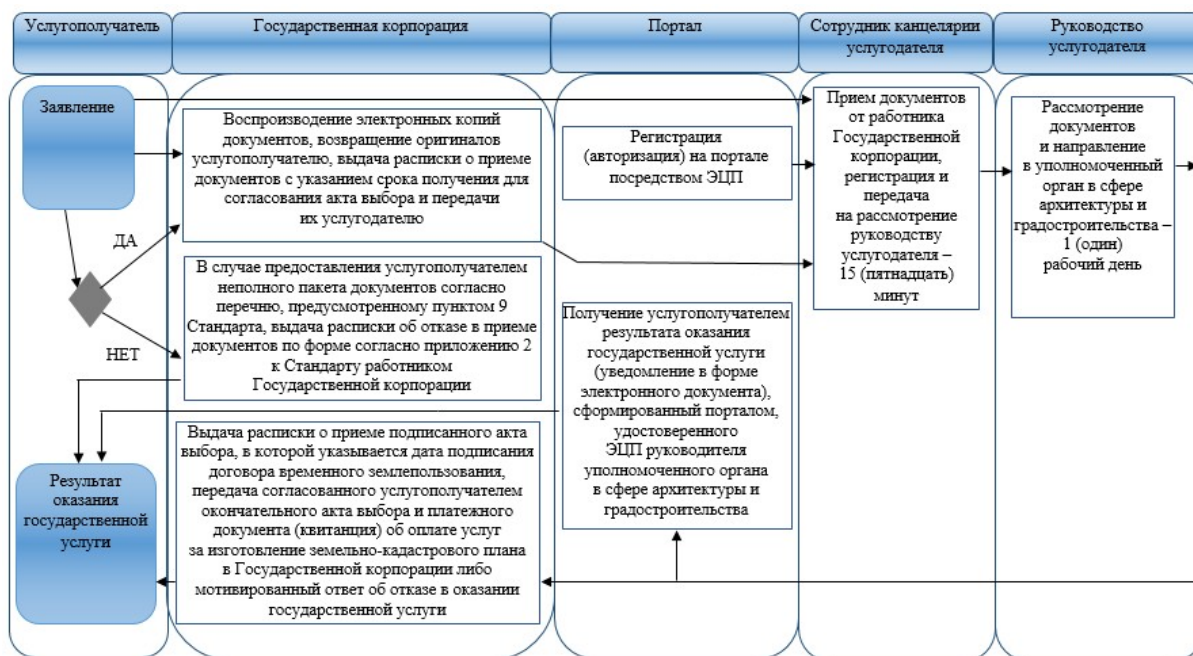 Услугополучатель
Государственная корпорация
Портал
Сотрудник канцелярии
услугодателя
Руководство
услугодателя
Заявление
ДА
НЕТ
Результат
оказания
государственной
услуги
Воспроизведение электронных копий
документов, возвращение оригиналов
услугополучателю, выдача расписки о приеме
документов с указанием срока получения для
согласования акта выбора и передачи
их услугодателю
В случае предоставления услугополучателем
неполного пакета документов согласно
перечню, предусмотренному пунктом 9
Стандарта, выдача расписки об отказе в приеме
документов по форме согласно приложению 2
к Стандарту работником
Государственной корпорации
Выдача расписки о приеме подписанного акта
выбора, в которой указывается дата подписания
договора временного землепользования,
передача согласованного услугополучателем
окончательного акта выбора и платежного
документа (квитанция) об оплате услуг
за изготовление земельно-кадастрового плана
в Государственной корпорации либо
мотивированный ответ об отказе в оказании
государственной услуги
Регистрация
(авторизация) на портале
посредством ЭЦП
Получение услугополучателем
результата оказания
государственной услуги
(уведомление в форме
электронного документа),
сформированный порталом,
удостоверенного
ЭЦП руководителя
уполномоченного органа
в сфере архитектуры и
градостроительства
Прием документов
от работника
Государственной
корпорации,
регистрация и
передача
на рассмотрение
руководству
услугодателя –
15 (пятнадцать)
минут
Рассмотрение
документов
и направление
в уполномоченный
орган в сфере
архитектуры и
градостроительства –
1 (один)
рабочий день